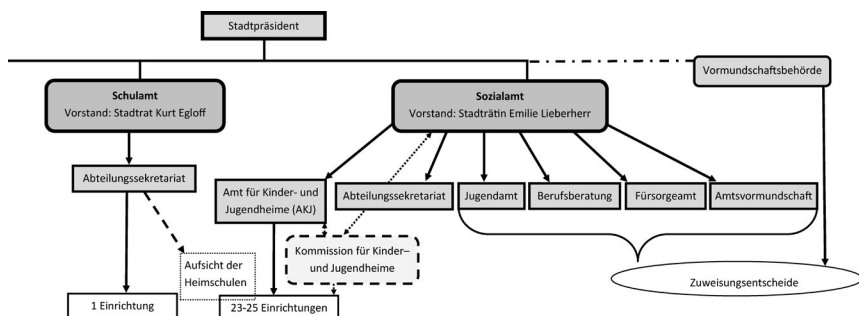 Stadtpräsident
Vormundschaftsbehörde
Schulamt
Vorstand: Stadtrat Kurt Egloff
Sozialamt
Vorstand: Stadträtin Emilie Lieberherr
Abteilungssekretariat
Amt für Kinder- und
Jugendheime (AKJ)
Abteilungssekretariat
Jugendamt
Berufsberatung
Fürsorgeamt
Amtsvormundschaft
Kommission für Kinder–
und Jugendheime
Aufsicht der
Heimschulen
Zuweisungsentscheide
1 Einrichtung
23-25 Einrichtungen